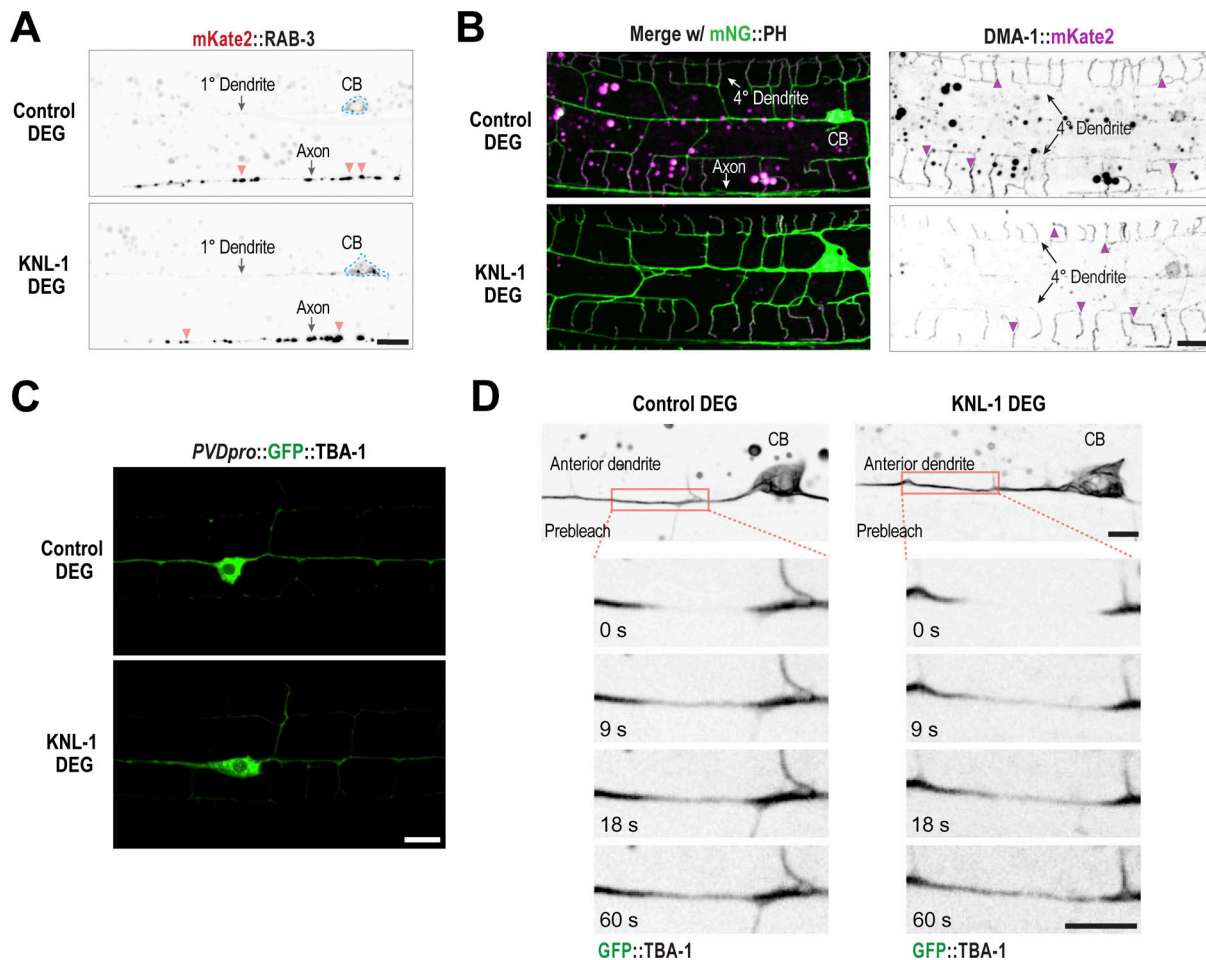 A
mKate2::RAB-3
Control
DEG
1° Dendrite
CB
Axon
KNL-1
DEG
1° Dendrite
CB
Axon
B
Merge w/ mNG::PH
DMA-1::mKate2
Control
DEG
4° Dendrite
CB
Axon
4° Dendrite
KNL-1
DEG
4° Dendrite
C
PVDpro::GFP::TBA-1
Control
DEG
KNL-1
DEG
D
Control DEG
KNL-1 DEG
CB
Anterior dendrite
Prebleach
CB
Anterior dendrite
Prebleach
0 s
0 s
9 s
9 s
18 s
18 s
60 s
60 s
GFP::TBA-1
GFP::TBA-1